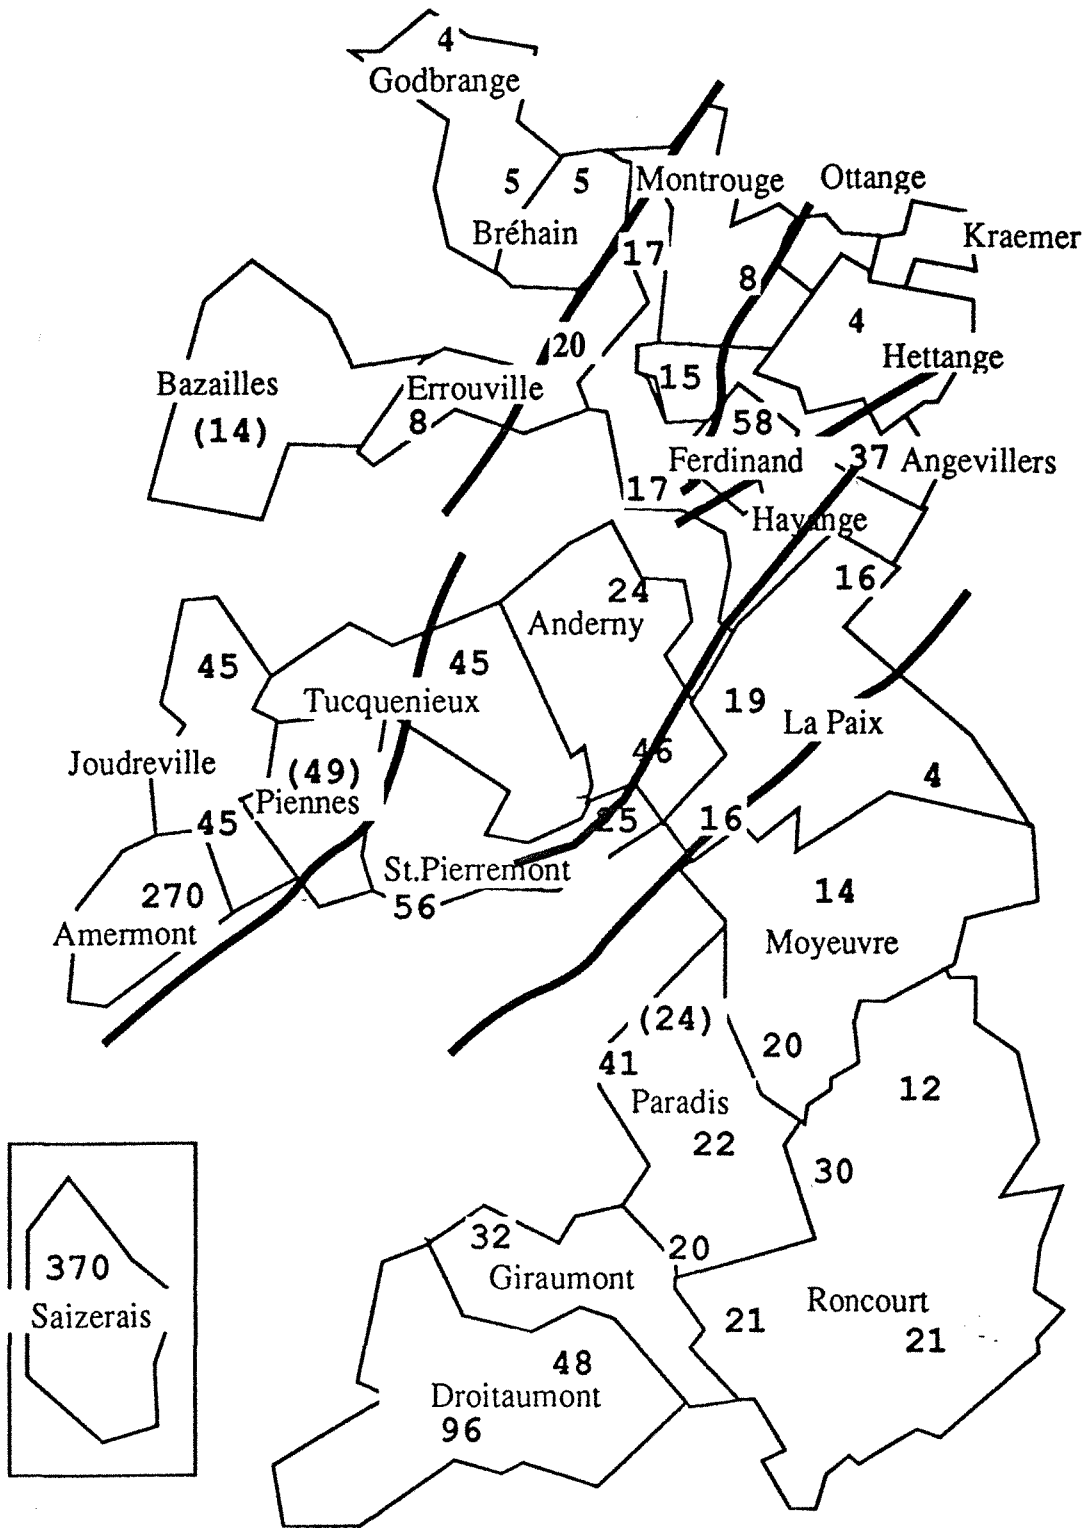 4
Godbrange
5 5
Montrouge
Ottange
Bréhain
Kraemer
17
8
4
20
Hettange
Bazailles
Errouville
15
(14)
8
58
Ferdinand
37
Angevillers
17
Hayange
16
24
Anderny
45
45
Tucquenieux
19
La Paix
46
Joudreville
(49)
4
Piennes
45
25
16
St.Pierremont
270
56
14
Amermont
Moyeuvre
(24)
20
41
12
Paradis
22
30
32
20
370
Giraumont
Saizerais
Roncourt
21
21
48
Droitaumont
96